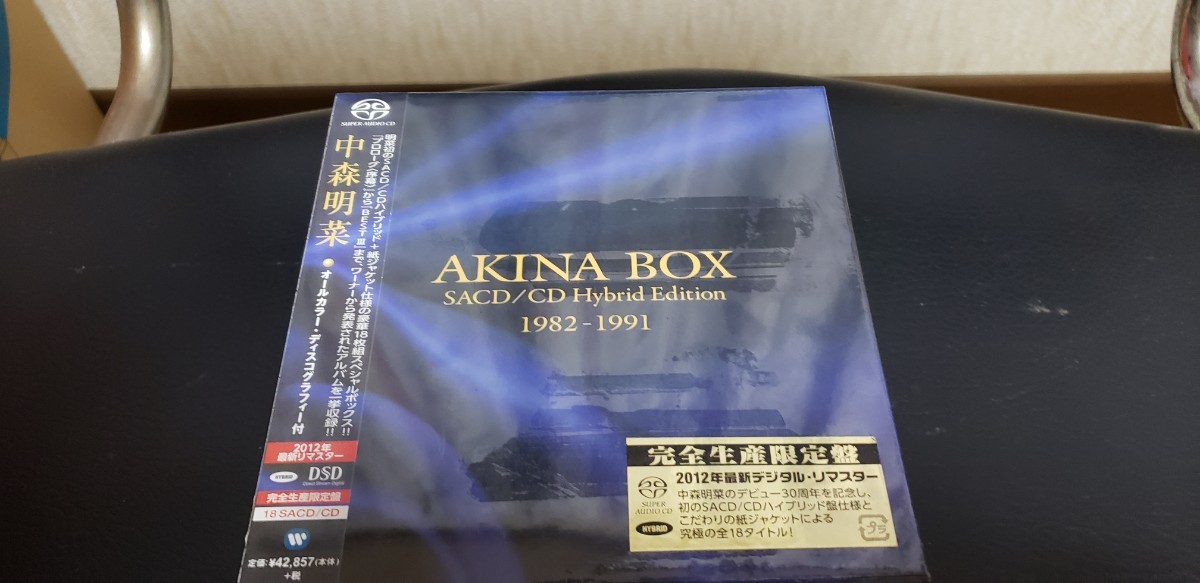 SUPER AUDIO CD
中森明菜
●オールカラー・ディスコグラフィー付
明菜初のSACD/CDハイブリッド+紙ジャケット仕様の豪華18枚組スペシャルボックス!!
「プロローグ〈序幕〉」から「BEST Ⅲ」まで、ワーナーから発表されたアルバムを一挙収録!!
2012年
最新リマスター
HYBRID
DSD
Direct Stream Digital
完全生産限定盤
18 SACD/CD
定価:¥42,857(本体)
+税
AKINA BOX
SACD/CD Hybrid Edition
1982-1991
完全生産限定盤
2012年最新デジタル・リマスター
SUPER AUDIO CD
HYBRID
中森明菜のデビュー30周年を記念し、
初のSACD/CDハイブリッド盤仕様と
こだわりの紙ジャケットによる
究極の全18タイトル!
プラ